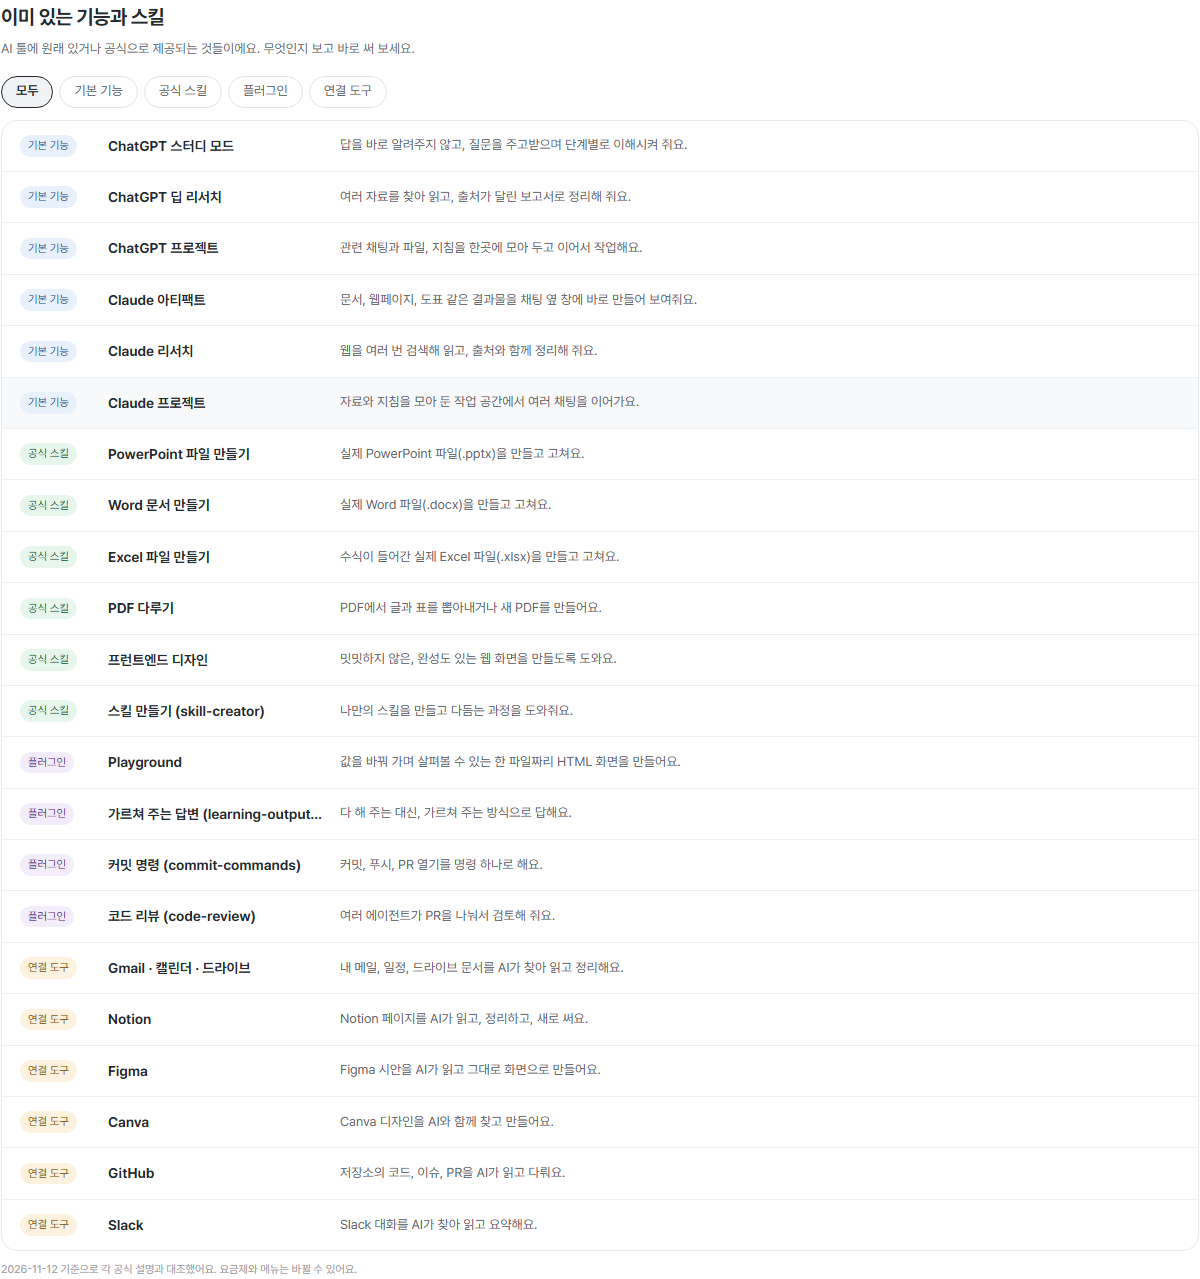 이미 있는 기능과 스킬
AI 툴에 원래 있거나 공식으로 제공되는 것들이에요. 무엇인지 보고 바로 써 보세요.
모두 기본 기능 공식 스킬 플러그인 연결 도구
기본 기능 ChatGPT 스터디 모드 답을 바로 알려주지 않고, 질문을 주고받으며 단계별로 이해시켜 줘요.
기본 기능 ChatGPT 딥 리서치 여러 자료를 찾아 읽고, 출처가 달린 보고서로 정리해 줘요.
기본 기능 ChatGPT 프로젝트 관련 채팅과 파일, 지침을 한곳에 모아 두고 이어서 작업해요.
기본 기능 Claude 아티팩트 문서, 웹페이지, 도표 같은 결과물을 채팅 옆 창에 바로 만들어 보여줘요.
기본 기능 Claude 리서치 웹을 여러 번 검색해 읽고, 출처와 함께 정리해 줘요.
기본 기능 Claude 프로젝트 자료와 지침을 모아 둔 작업 공간에서 여러 채팅을 이어가요.
공식 스킬 PowerPoint 파일 만들기 실제 PowerPoint 파일(.pptx)을 만들고 고쳐요.
공식 스킬 Word 문서 만들기 실제 Word 파일(.docx)을 만들고 고쳐요.
공식 스킬 Excel 파일 만들기 수식이 들어간 실제 Excel 파일(.xlsx)을 만들고 고쳐요.
공식 스킬 PDF 다루기 PDF에서 글과 표를 뽑아내거나 새 PDF를 만들어요.
공식 스킬 프런트엔드 디자인 밋밋하지 않은, 완성도 있는 웹 화면을 만들도록 도와요.
공식 스킬 스킬 만들기 (skill-creator) 나만의 스킬을 만들고 다듬는 과정을 도와줘요.
플러그인 Playground 값을 바꿔 가며 살펴볼 수 있는 한 파일짜리 HTML 화면을 만들어요.
플러그인 가르쳐 주는 답변 (learning-output... 다 해 주는 대신, 가르쳐 주는 방식으로 답해요.
플러그인 커밋 명령 (commit-commands) 커밋, 푸시, PR 열기를 명령 하나로 해요.
플러그인 코드 리뷰 (code-review) 여러 에이전트가 PR을 나눠서 검토해 줘요.
연결 도구 Gmail · 캘린더 · 드라이브 내 메일, 일정, 드라이브 문서를 AI가 찾아 읽고 정리해요.
연결 도구 Notion Notion 페이지를 AI가 읽고, 정리하고, 새로 써요.
연결 도구 Figma Figma 시안을 AI가 읽고 그대로 화면으로 만들어요.
연결 도구 Canva Canva 디자인을 AI와 함께 찾고 만들어요.
연결 도구 GitHub 저장소의 코드, 이슈, PR을 AI가 읽고 다뤄요.
연결 도구 Slack Slack 대화를 AI가 찾아 읽고 요약해요.
2026-11-12 기준으로 각 공식 설명과 대조했어요. 요금제와 메뉴는 바뀔 수 있어요.